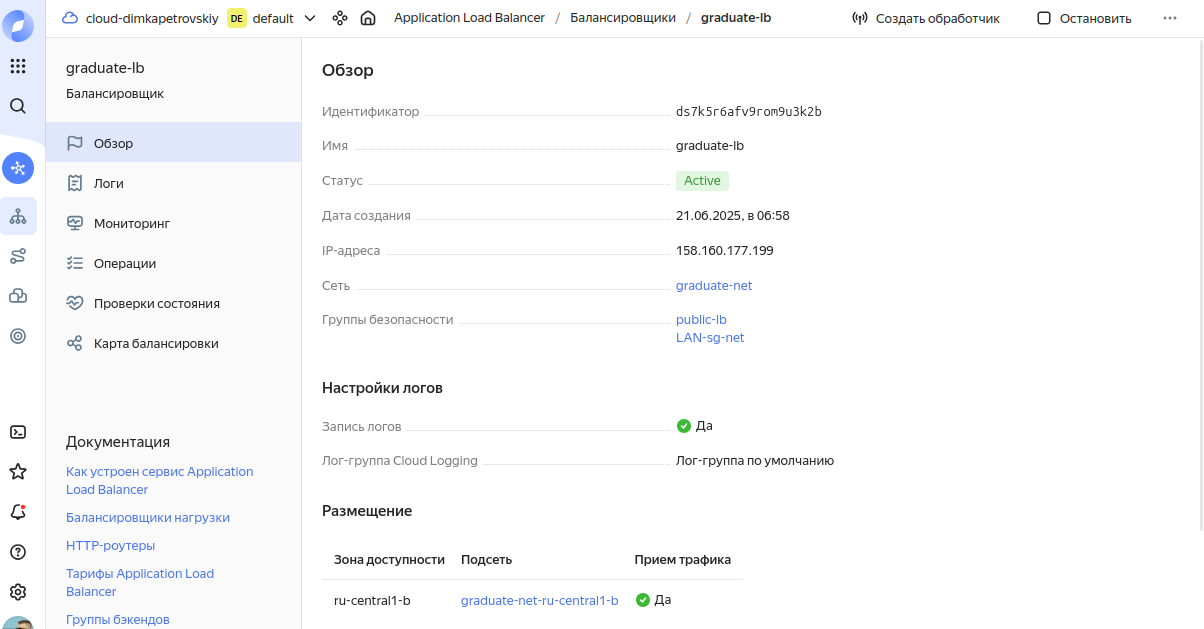 cloud-dimkapetrovskiy DE default Application Load Balancer / Балансировщики / graduate-lb Создать обработчик Остановить
graduate-lb
Балансировщик
Обзор
Логи
Мониторинг
Операции
Проверки состояния
Карта балансировки
Документация
Как устроен сервис Application
Load Balancer
Балансировщики нагрузки
HTTP-роутеры
Тарифы Application Load
Balancer
Группы бэкендов
Обзор
Идентификатор ds7k5r6afv9rom9u3k2b
Имя graduate-lb
Статус Active
Дата создания 21.06.2025, в 06:58
IP-адреса 158.160.177.199
Сеть graduate-net
Группы безопасности public-lb
LAN-sg-net
Настройки логов
Запись логов Да
Лог-группа Cloud Logging Лог-группа по умолчанию
Размещение
Зона доступности Подсеть Прием трафика
ru-central1-b graduate-net-ru-central1-b Да